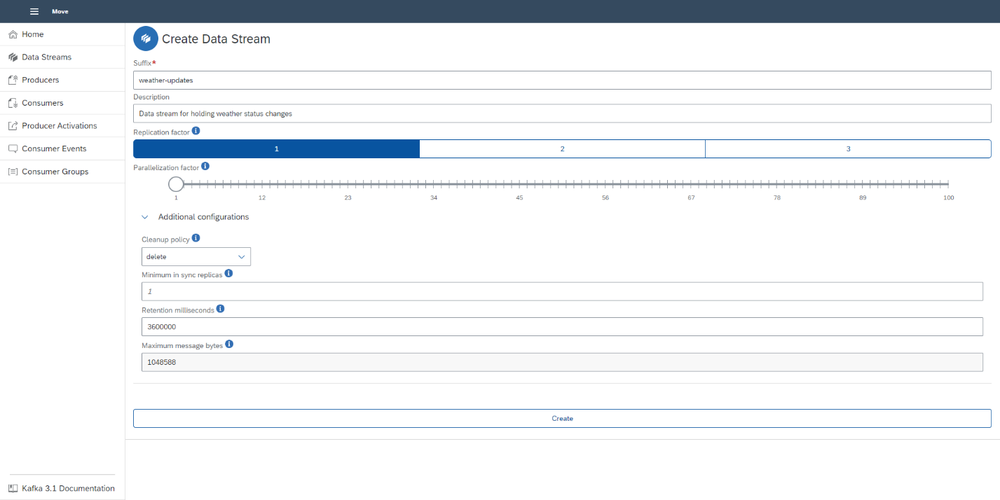 Move
Home
Data Streams
Producers
Consumers
Producer Activations
Consumer Events
Consumer Groups
Kafka 3.1 Documentation
Create Data Stream
Suffix*
weather-updates
Description
Data stream for holding weather status changes
Replication factor i
1 2 3
Parallelization factor i
1 12 23 34 45 56 67 78 89 100
Additional configurations
Cleanup policy i
delete
Minimum in sync replicas i
1
Retention milliseconds i
3600000
Maximum message bytes i
1048588
Create